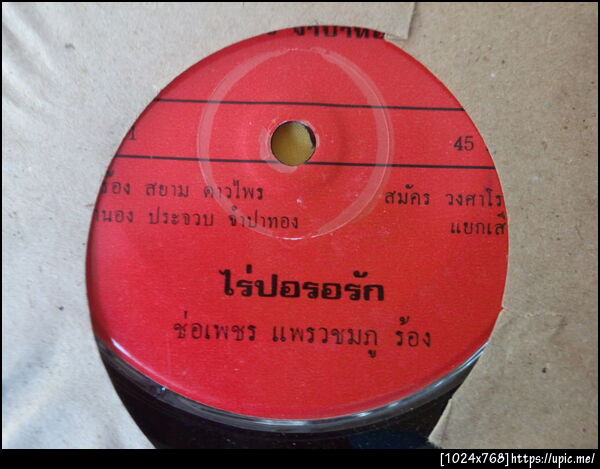 45
สยาม ดาวไพร
สมัคร วงศาโร
ประจวบ จำปาทอง
ไร่ปอรอรัก
ช่อเพชร แพรวชมภู ร้อง
[1024x768]https://upic.me/